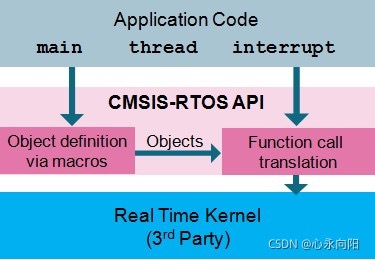 Application Code
main thread interrupt
CMSIS-RTOS API
Object definition
via macros
Objects
Function call
translation
Real Time Kernel
(3rd Party)
CSDN @心永向阳